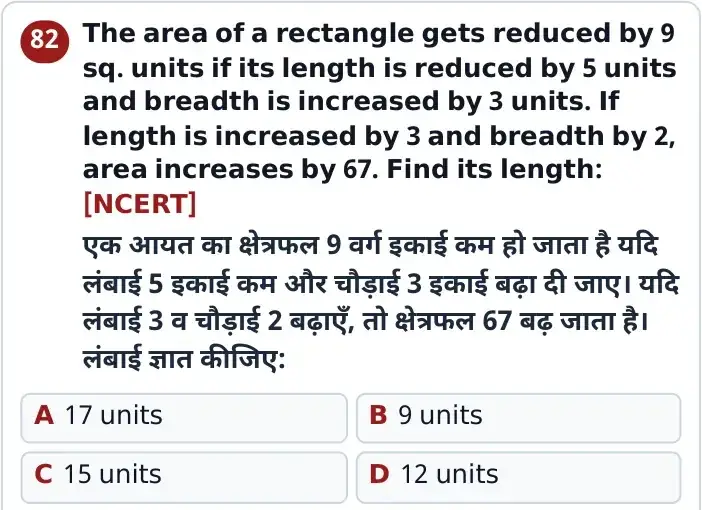 82 The area of a rectangle gets reduced by 9
sq. units if its length is reduced by 5 units
and breadth is increased by 3 units. If
length is increased by 3 and breadth by 2,
area increases by 67. Find its length:
[NCERT]
एक आयत का क्षेत्रफल 9 वर्ग इकाई कम हो जाता है यदि
लंबाई 5 इकाई कम और चौड़ाई 3 इकाई बढ़ा दी जाए। यदि
लंबाई 3 व चौड़ाई 2 बढ़ाएँ, तो क्षेत्रफल 67 बढ़ जाता है।
लंबाई ज्ञात कीजिए:
A 17 units
B 9 units
C 15 units
D 12 units